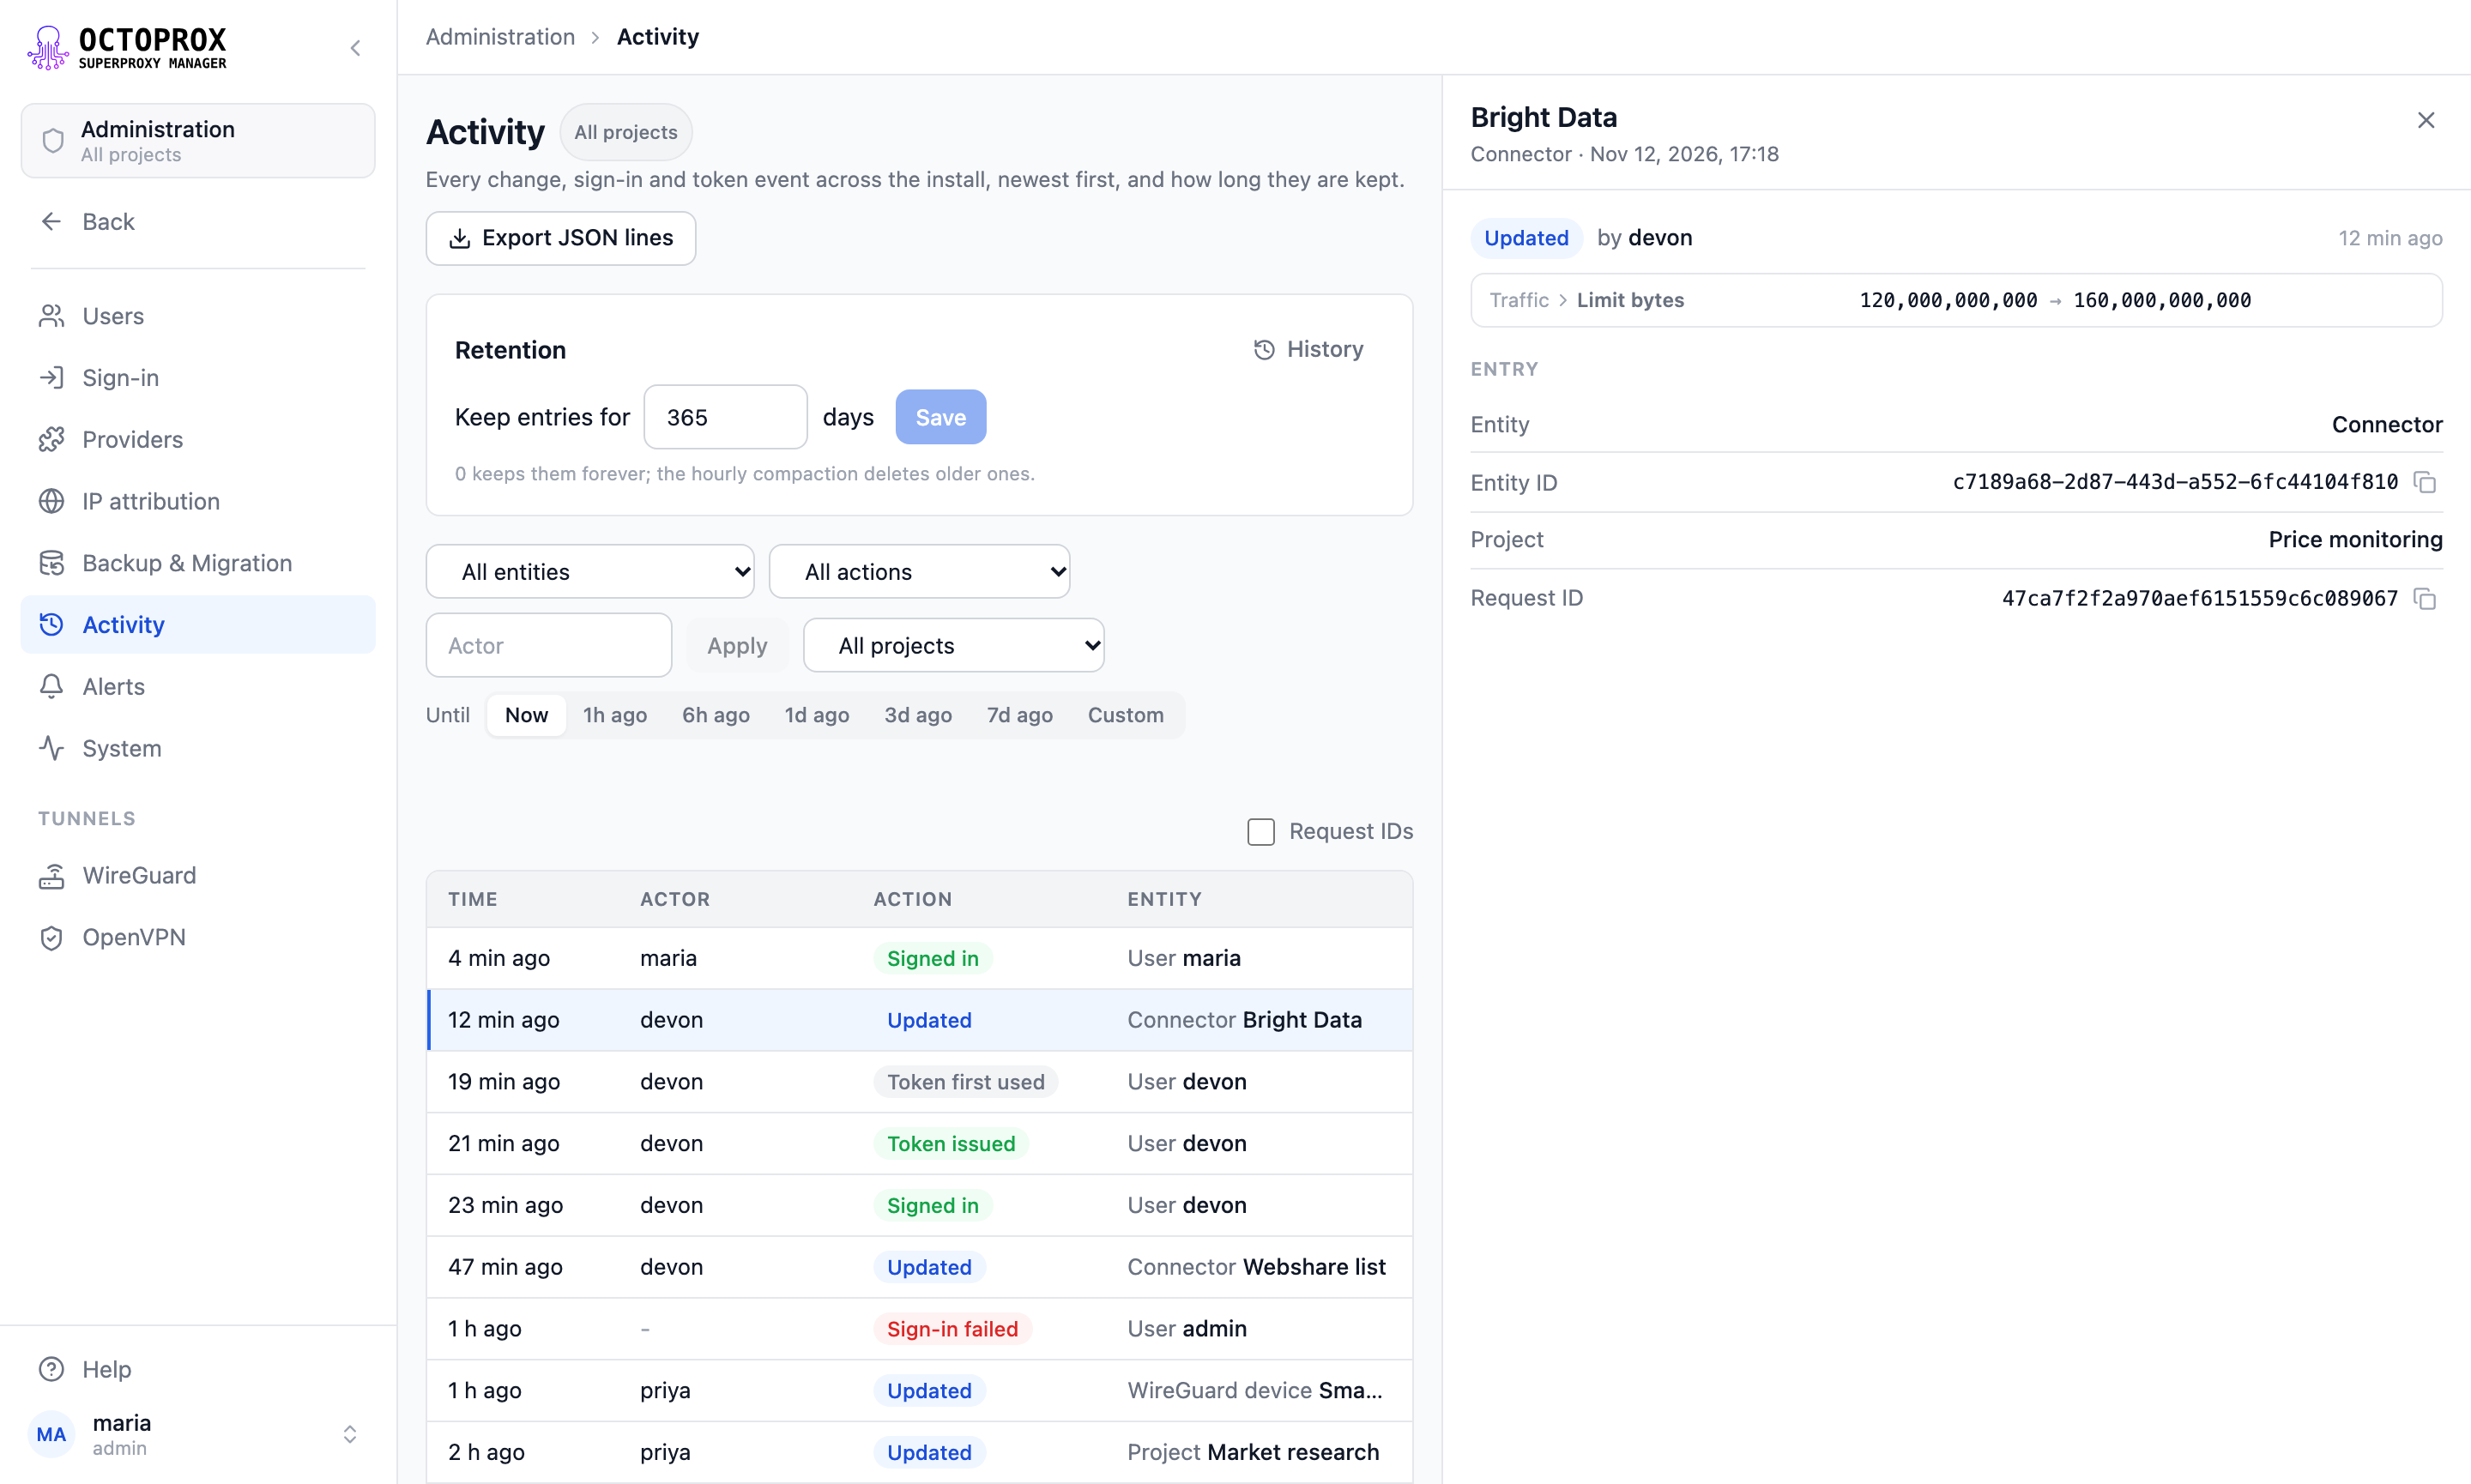 OCTOPROX
SUPERPROXY MANAGER
Administration
All projects
Back
Users
Sign-in
Providers
IP attribution
Backup & Migration
Activity
Alerts
System
TUNNELS
WireGuard
OpenVPN
Help
MA
maria
admin
Administration > Activity
Activity All projects
Every change, sign-in and token event across the install, newest first, and how long they are kept.
Export JSON lines
Retention History
Keep entries for 365 days Save
0 keeps them forever; the hourly compaction deletes older ones.
All entities All actions
Actor Apply All projects
Until Now 1h ago 6h ago 1d ago 3d ago 7d ago Custom
Request IDs
TIME ACTOR ACTION ENTITY
4 min ago maria Signed in User maria
12 min ago devon Updated Connector Bright Data
19 min ago devon Token first used User devon
21 min ago devon Token issued User devon
23 min ago devon Signed in User devon
47 min ago devon Updated Connector Webshare list
1 h ago - Sign-in failed User admin
1 h ago priya Updated WireGuard device Sma...
2 h ago priya Updated Project Market research
Bright Data
Connector · Nov 12, 2026, 17:18
Updated by devon 12 min ago
Traffic > Limit bytes 120,000,000,000 → 160,000,000,000
ENTRY
Entity Connector
Entity ID c7189a68-2d87-443d-a552-6fc44104f810
Project Price monitoring
Request ID 47ca7f2f2a970aef6151559c6c089067